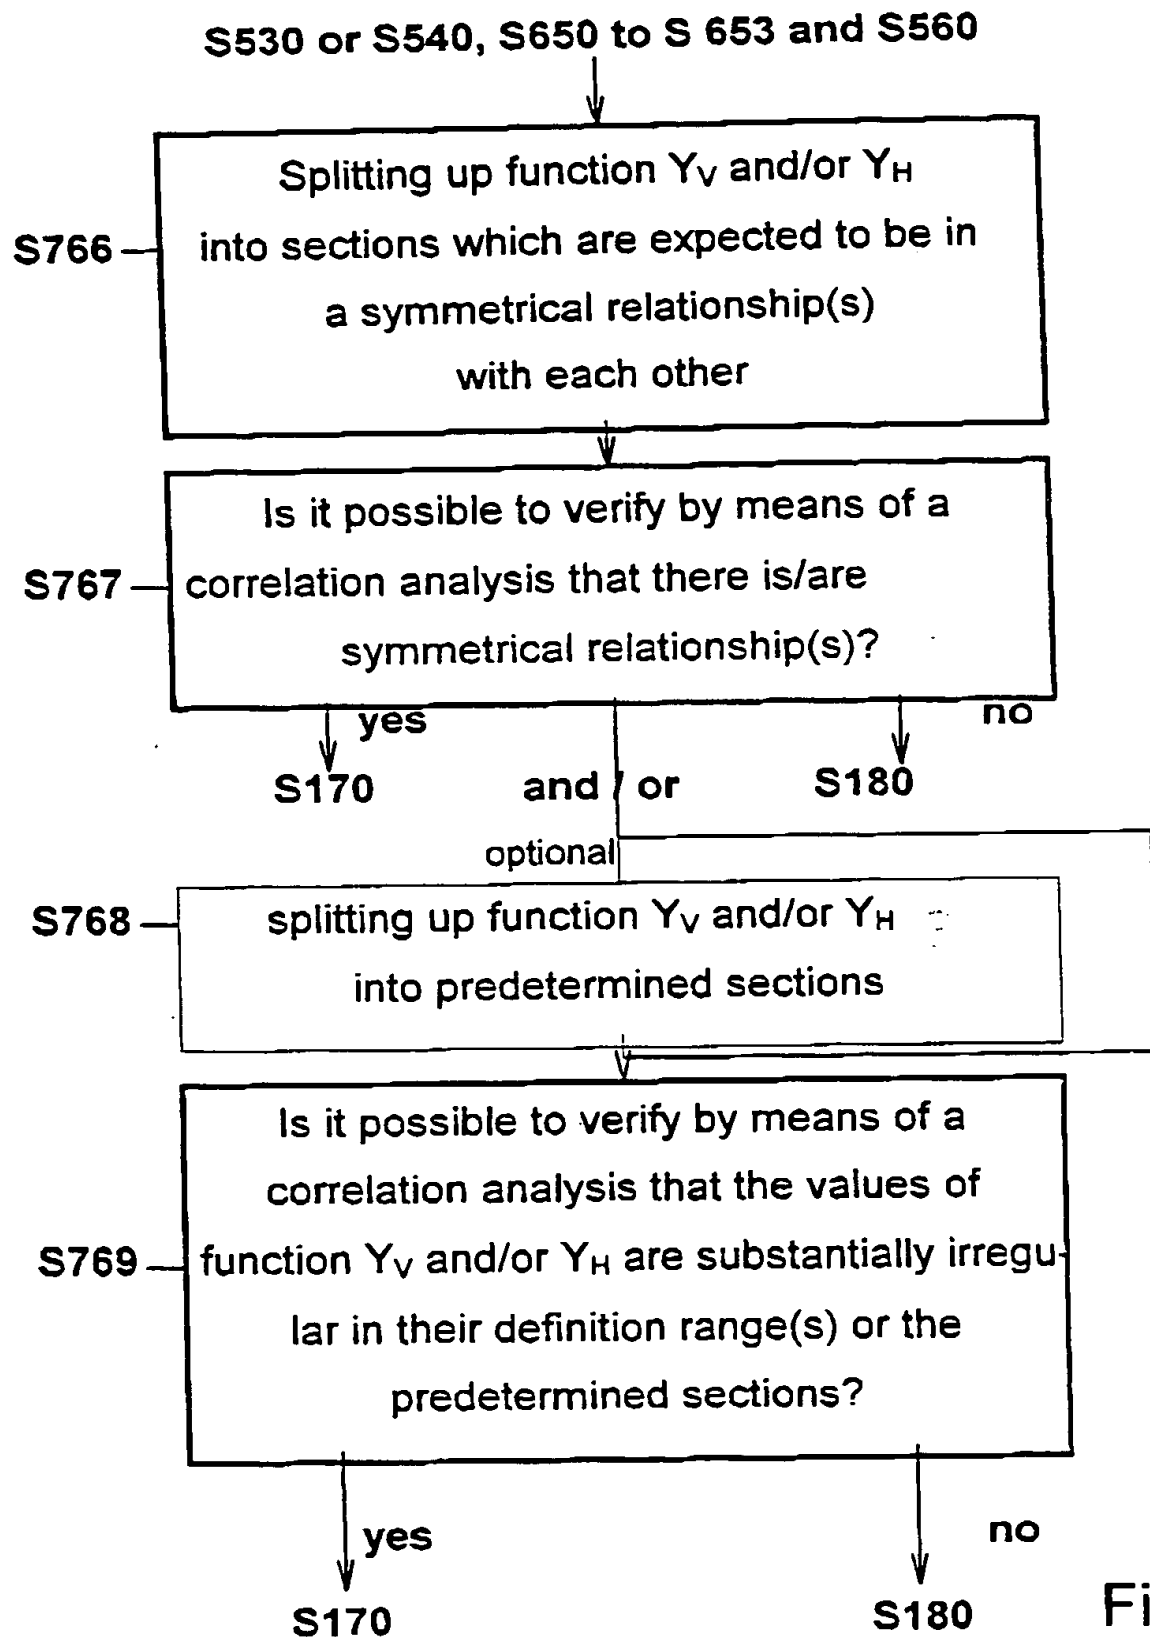 S530 or S540, S650 to S 653 and S560
Splitting up function YV and/or YH
S766
into sections which are expected to be in
a symmetrical relationship(s)
with each other
Is it possible to verify by means of a
S767
correlation analysis that there is/are
symmetrical relationship(s)?
yes
no
S170
and / or
S180
optional
S768
splitting up function YV and/or YH
into predetermined sections
Is it possible to verify by means of a
correlation analysis that the values of
S769
function YV and/or YH are substantially irregu-
lar in their definition range(s) or the
predetermined sections?
yes
no
S170
S180